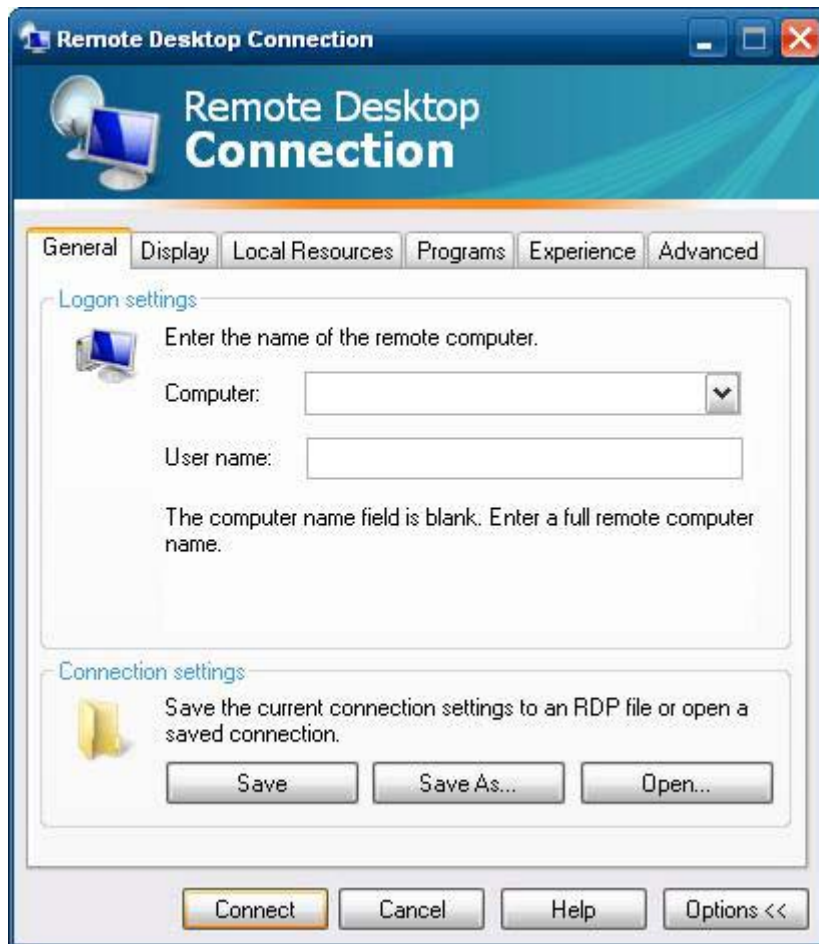 Remote Desktop Connection
Remote Desktop
Connection
General
Display
Local Resources
Programs
Experience
Advanced
Logon settings
Enter the name of the remote computer.
Computer:
User name:
The computer name field is blank. Enter a full remote computer
name.
Connection settings
Save the current connection settings to an RDP file or open a
saved connection.
Save
Save As...
Open...
Connect
Cancel
Help
Options <<